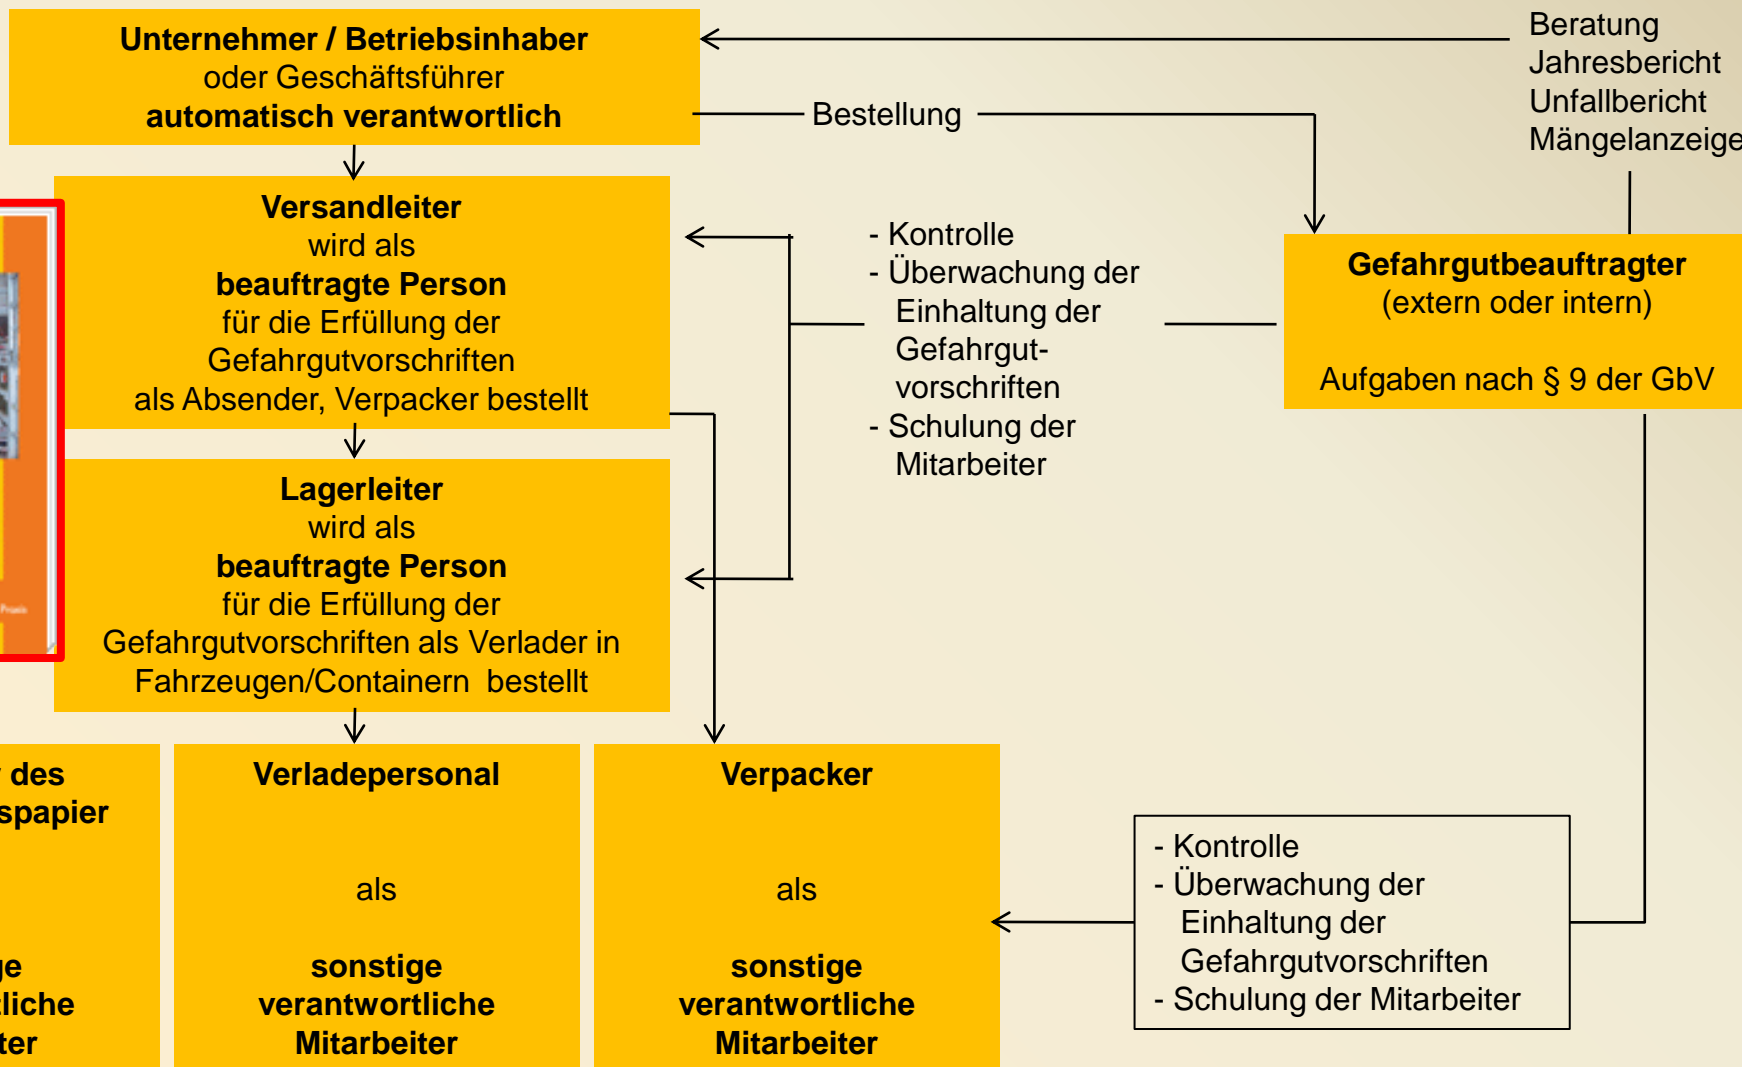 Unternehmer / Betriebsinhaber
oder Geschäftsführer
automatisch verantwortlich
Bestellung
Beratung
Jahresbericht
Unfallbericht
Mängelanzeige
Versandleiter
wird als
beauftragte Person
für die Erfüllung der
Gefahrgutvorschriften
als Absender, Verpacker bestellt
- Kontrolle
- Überwachung der
Einhaltung der
Gefahrgut-
vorschriften
- Schulung der
Mitarbeiter
Gefahrgutbeauftragter
(extern oder intern)
Aufgaben nach § 9 der GbV
Lagerleiter
wird als
beauftragte Person
für die Erfüllung der
Gefahrgutvorschriften als Verlader in
Fahrzeugen/Containern bestellt
Praxis
des
spapier
ge
tliche
ter
Verladepersonal
als
sonstige
verantwortliche
Mitarbeiter
Verpacker
als
sonstige
verantwortliche
Mitarbeiter
- Kontrolle
- Überwachung der
Einhaltung der
Gefahrgutvorschriften
- Schulung der Mitarbeiter